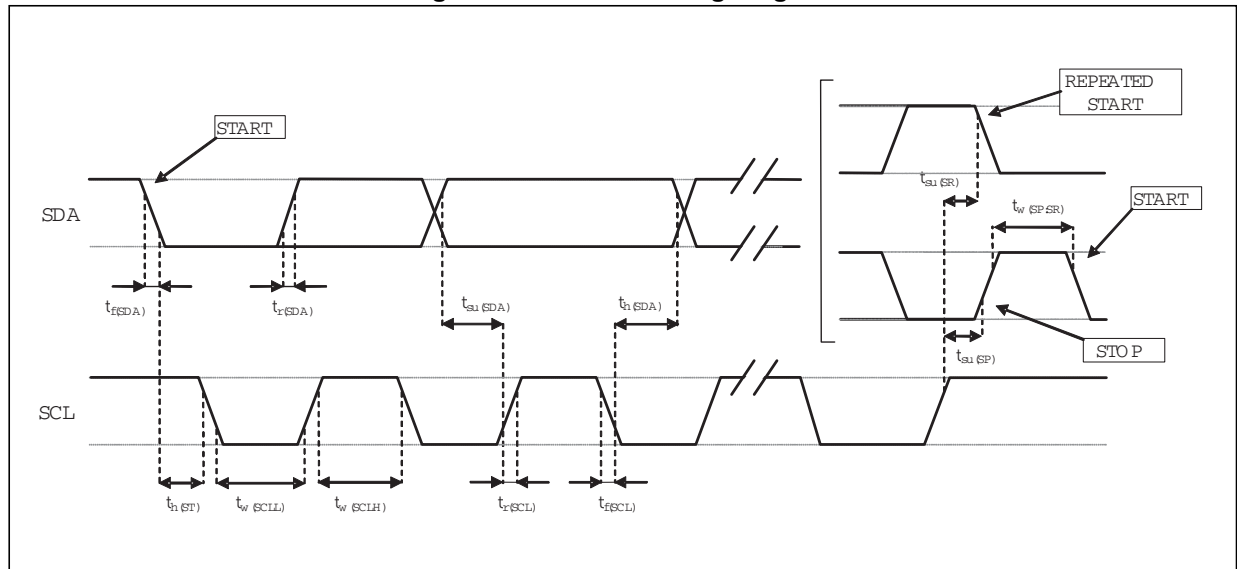 REPEATED
START
START
SDA
tsu(SR)
tw(SP:SR)
START
tf(SDA)
tr(SDA)
tsu(SDA)
th(SDA)
tsu(SP)
STOP
SCL
th(ST)
tw(SCLL)
tw(SCLH)
tr(SCL)
tf(SCL)